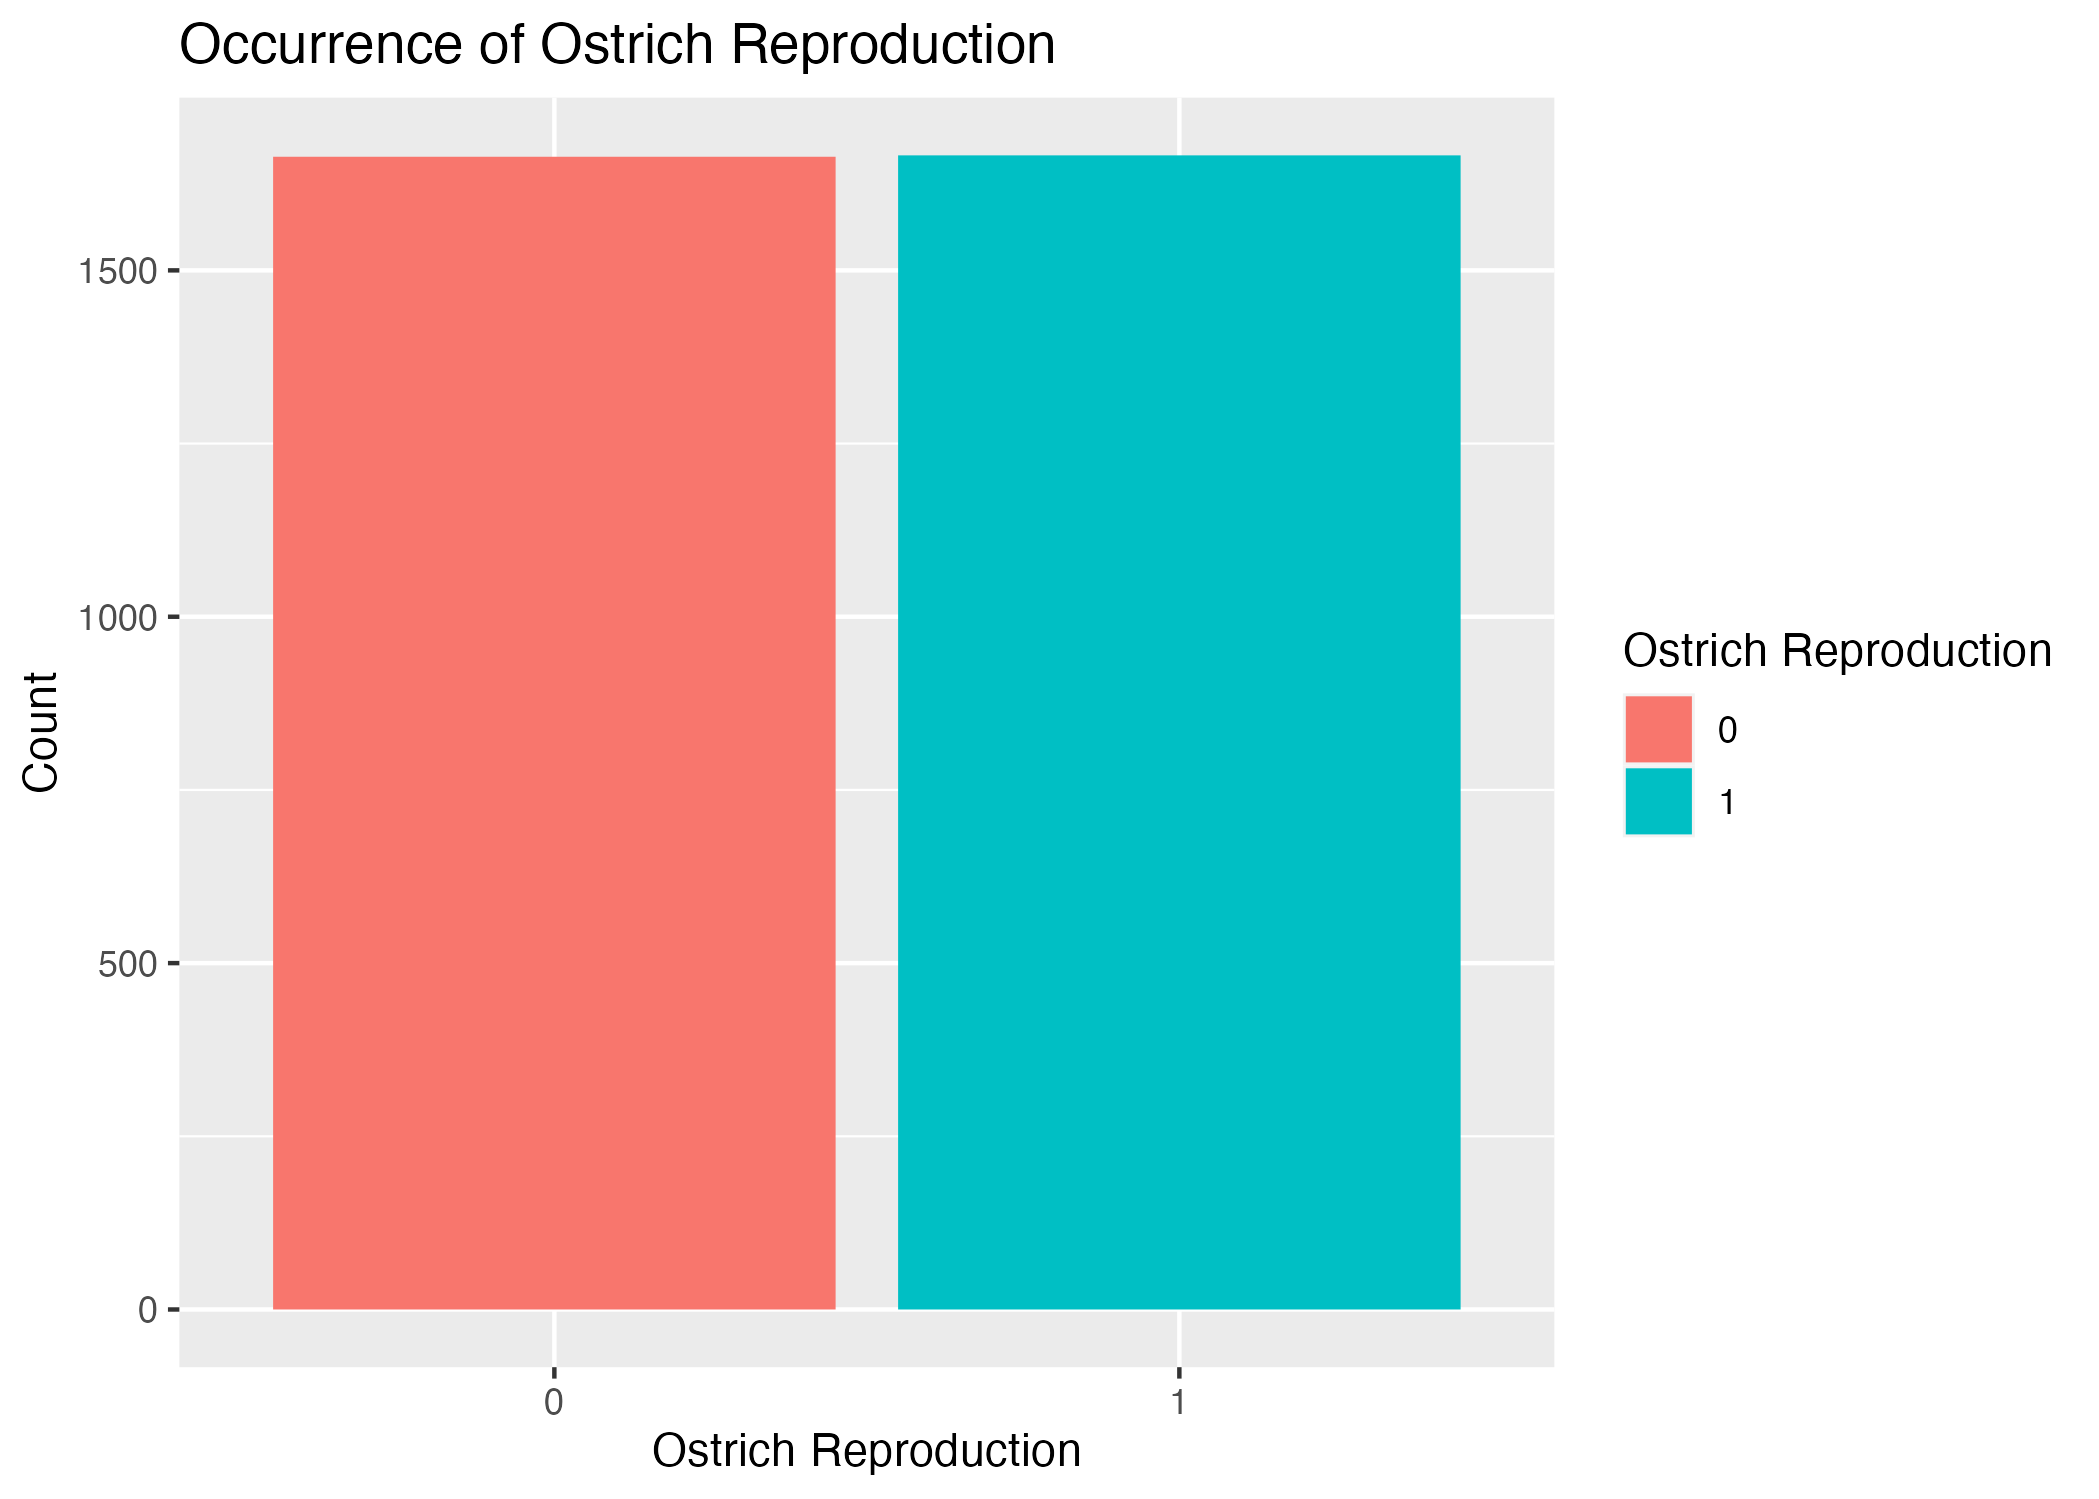 Occurrence of Ostrich Reproduction
1500
1000
500
0
Count
0
1
Ostrich Reproduction
Ostrich Reproduction
0
1